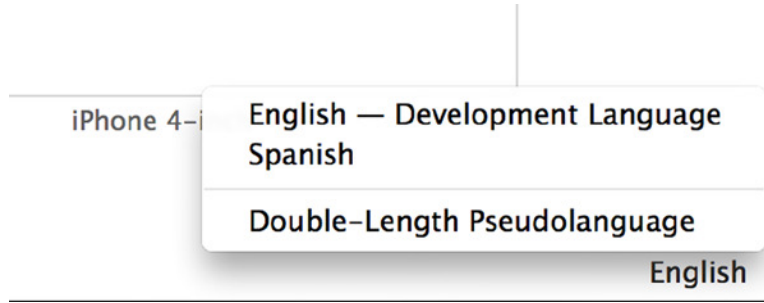 iPhone 4-i
English — Development Language
Spanish
Double-Length Pseudolanguage
English